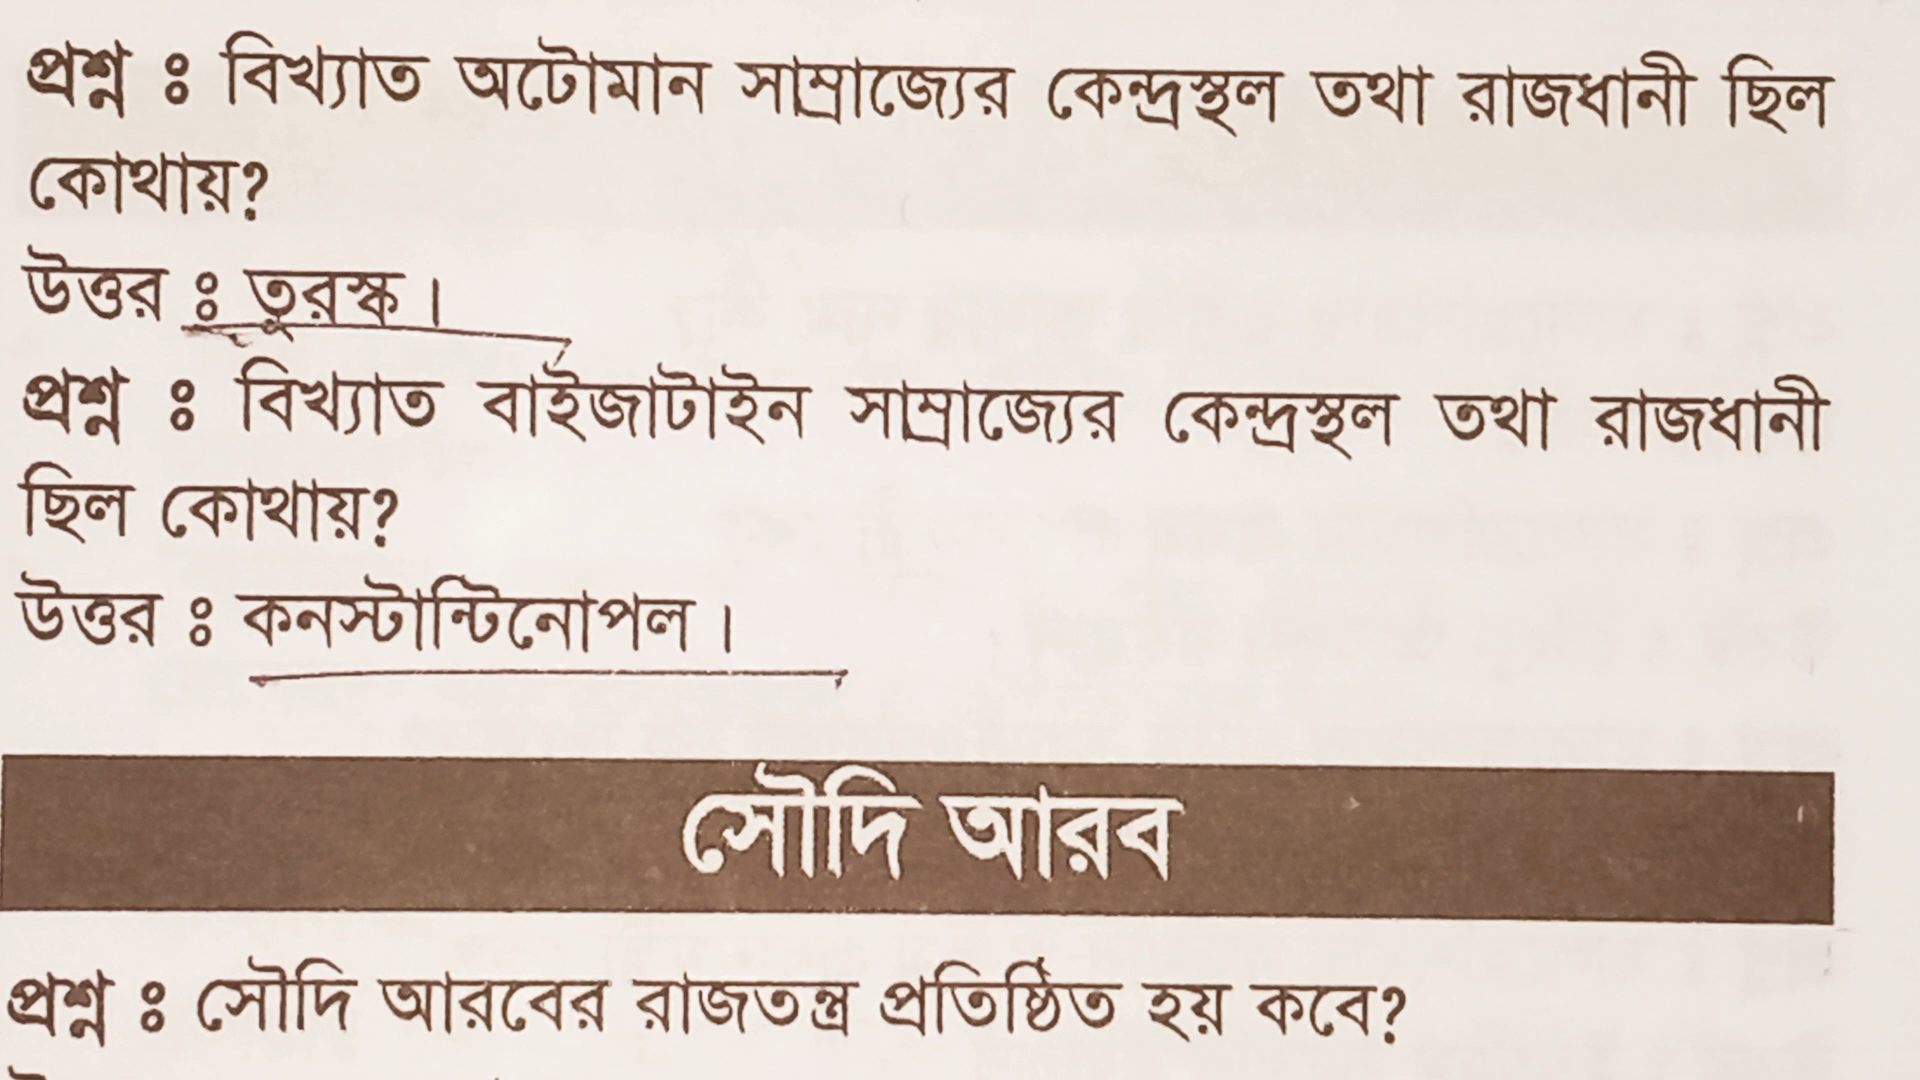 প্রশ্ন ঃ বিখ্যাত অটোমান সাম্রাজ্যের কেন্দ্রস্থল তথা রাজধানী ছিল
কোথায়?
উত্তর ঃ তুরস্ক।
প্রশ্ন ঃ বিখ্যাত বাইজাটাইন সাম্রাজ্যের কেন্দ্রস্থল তথা রাজধানী
ছিল কোথায়?
উত্তর ঃ কনস্টান্টিনোপল।
সৌদি আরব
প্রশ্ন ঃ সৌদি আরবের রাজতন্ত্র প্রতিষ্ঠিত হয় কবে?